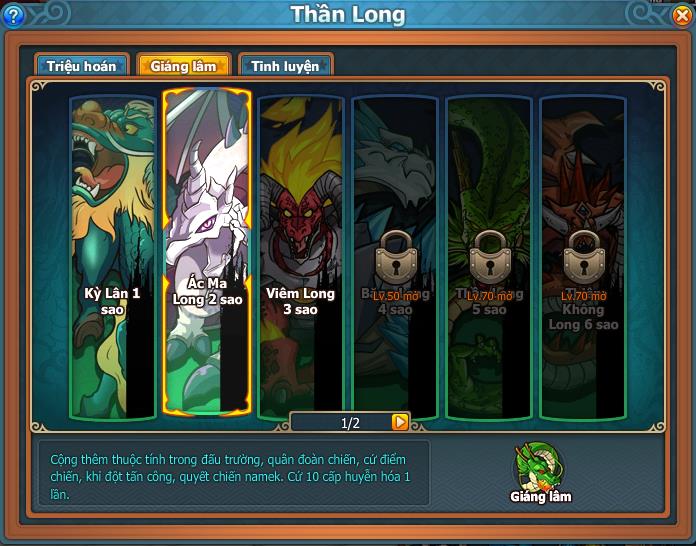 Thần Long
Triệu hoán
Giáng lâm
Tinh luyện
Kỳ Lân 1
sao
Ác Ma
Long 2 sao
Viêm Long
3 sao
Lv.50 mở
4 sao
Lv.70 mở
5 sao
Lv.70 mở
Không
Long 6 sao
1/2
Cộng thêm thuộc tính trong đấu trường, quân đoàn chiến, cứ điểm
chiến, khỉ đột tấn công, quyết chiến namek. Cứ 10 cấp huyễn hóa 1
lần.
Giáng lâm